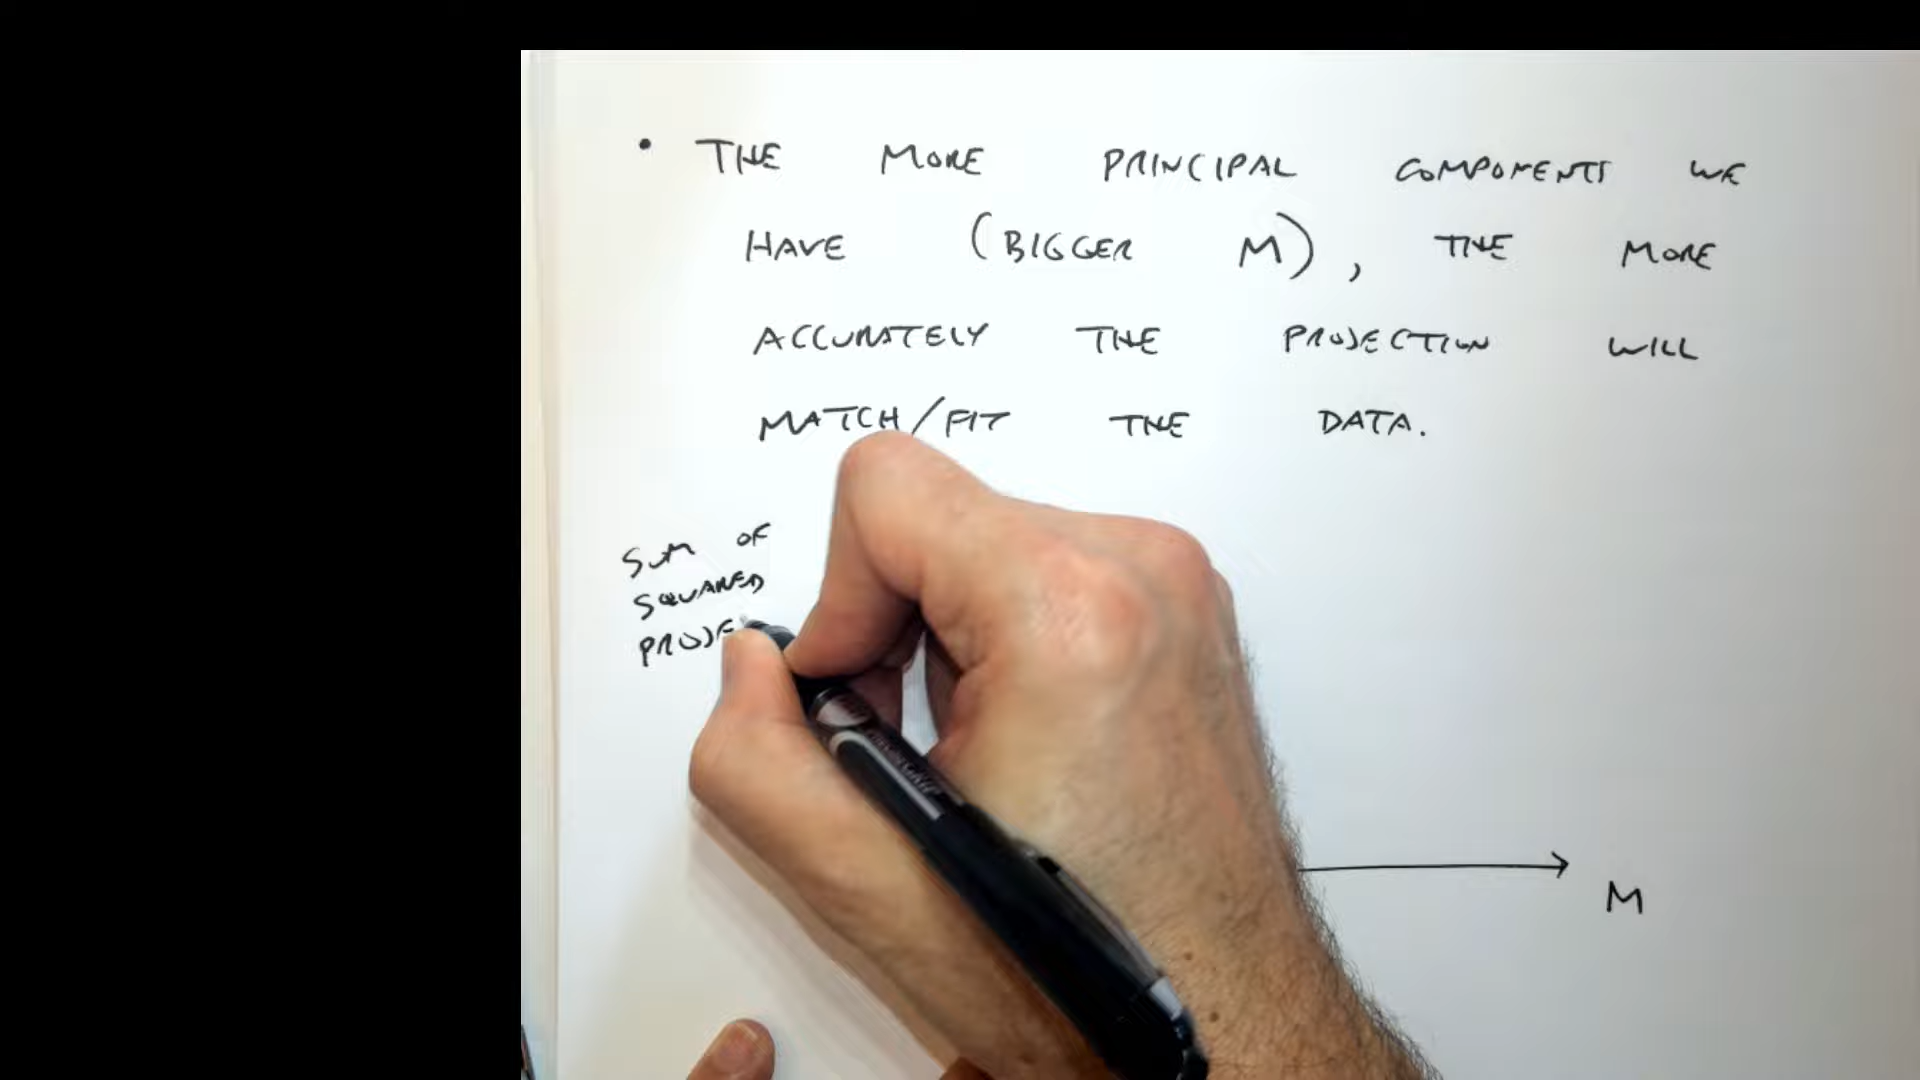 • THE MORE PRINCIPAL COMPONENTS WE
HAVE (BIGGER M), THE MORE
ACCURATELY THE PROJECTION WILL
MATCH/FIT THE DATA.
SUM OF
SQUARED
PROJE
M